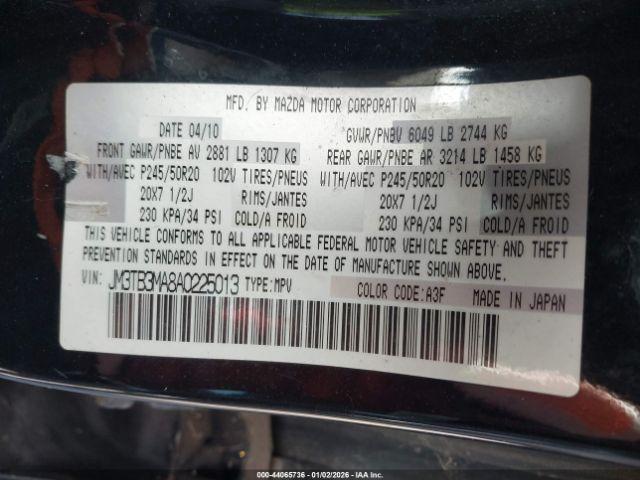 MFD. BY MAZDA MOTOR CORPORATION
DATE 04/10 GVWR/PNBV 6049 LB 2744 KG
FRONT GAWR/PNBE AV 2881 LB 1307 KG REAR GAWR/PNBE AR 3214 LB 1458 KG
WITH/AVEC P245/50R20 102V TIRES/PNEUS WITH/AVEC P245/50R20 102V TIRES/PNEUS
20X7 1/2J RIMS/JANTES 20X7 1/2J RIMS/JANTES
230 KPA/34 PSI COLD/A FROID 230 KPA/34 PSI COLD/A FROID
THIS VEHICLE CONFORMS TO ALL APPLICABLE FEDERAL MOTOR VEHICLE SAFETY AND THEFT
PREVENTION STANDARDS IN EFFECT ON THE DATE OF MANUFACTURE SHOWN ABOVE.
VIN: JM3TB3MA8A0225013 TYPE:MPV COLOR CODE:A3F MADE IN JAPAN
000-44065736 - 01/02/2026 - IAA Inc.